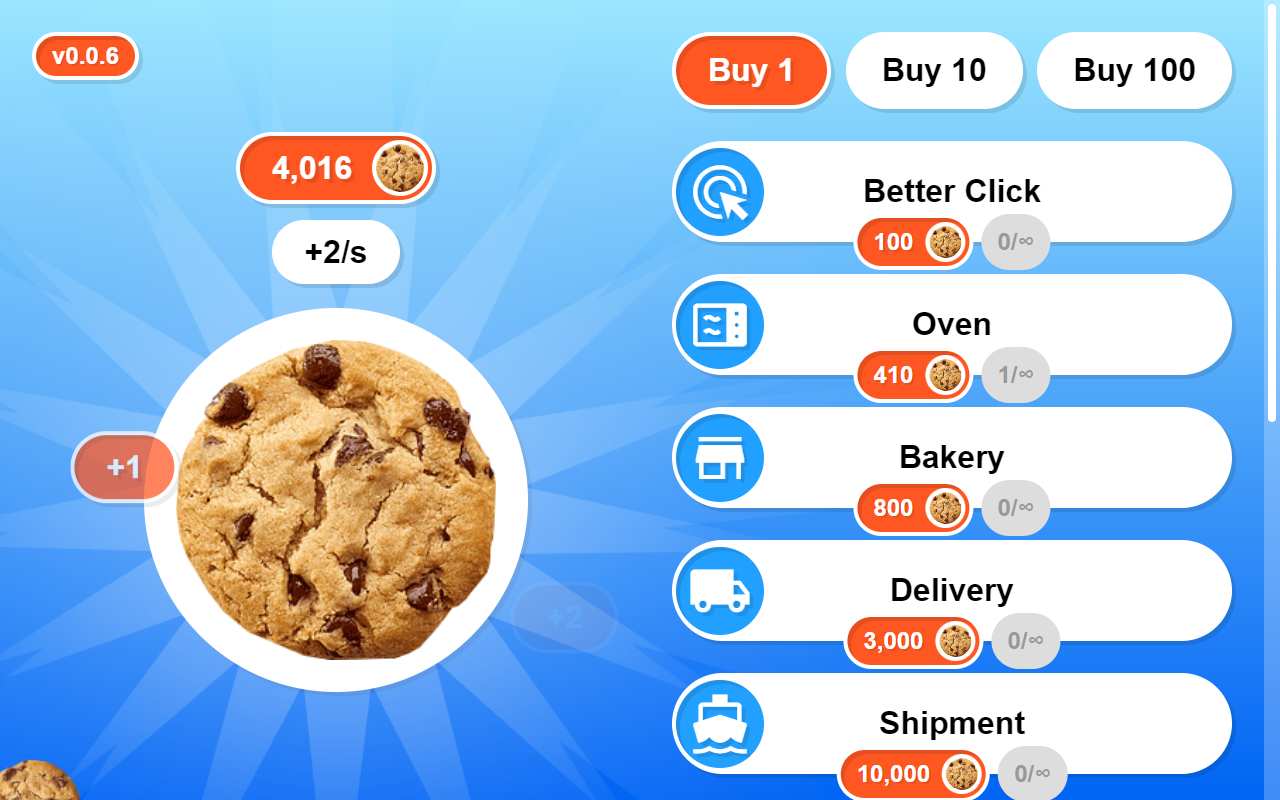 v0.0.6
4,016
+2/s
+1
+2
Buy 1
Buy 10
Buy 100
Better Click
100
0/∞
Oven
410
1/∞
Bakery
800
0/∞
Delivery
3,000
0/∞
Shipment
10,000
0/∞